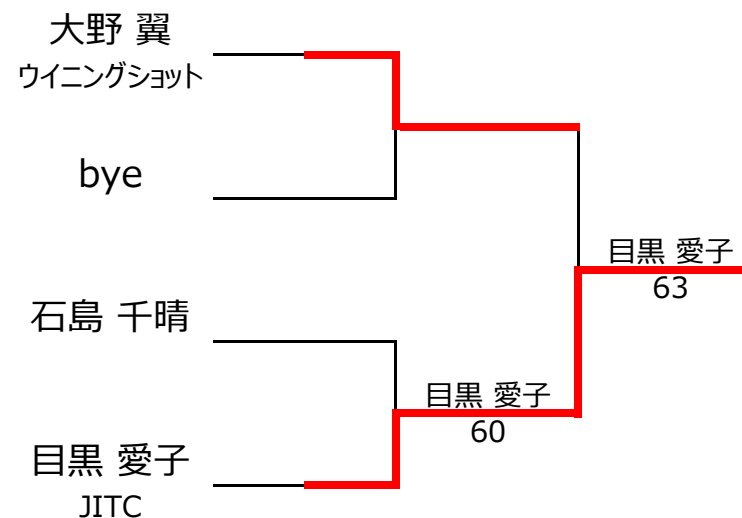 大野 翼
ウイニングショット
bye
石島 千晴
目黒 愛子
JITC
目黒 愛子
60
目黒 愛子
63